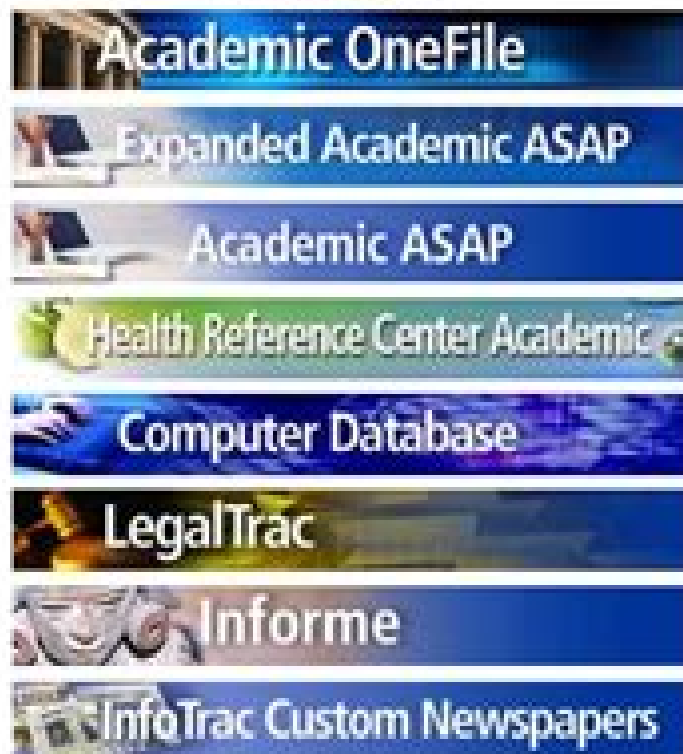 Academic OneFile
Expanded Academic ASAP
Academic ASAP
Health Reference Center Academic
Computer Database
LegalTrac
Informe
InfoTrac Custom Newspapers